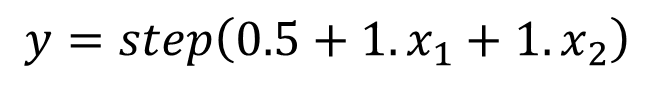 y = step(0.5 + 1. x₁ + 1. x₂)